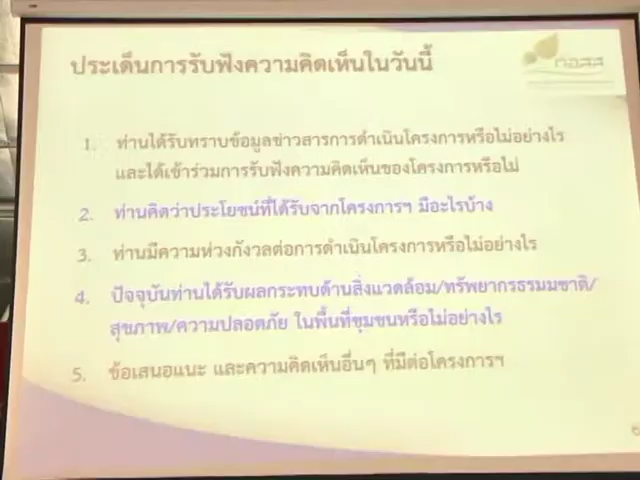 ประเด็นการรับฟังความคิดเห็นในวันนี้
ทอสส
1. ท่านได้รับทราบข้อมูลข่าวสารการดำเนินโครงการหรือไม่อย่างไร
และได้เข้าร่วมการรับฟังความคิดเห็นของโครงการหรือไม่
2. ท่านคิดว่าประโยชน์ที่ได้รับจากโครงการฯ มีอะไรบ้าง
3. ท่านมีความห่วงกังวลต่อการดำเนินโครงการหรือไม่อย่างไร
4. ปัจจุบันท่านได้รับผลกระทบด้านสิ่งแวดล้อม/ทรัพยากรธรรมชาติ/
สุขภาพ/ความปลอดภัย ในพื้นที่ชุมชนหรือไม่อย่างไร
5. ข้อเสนอแนะ และความคิดเห็นอื่นๆ ที่มีต่อโครงการฯ